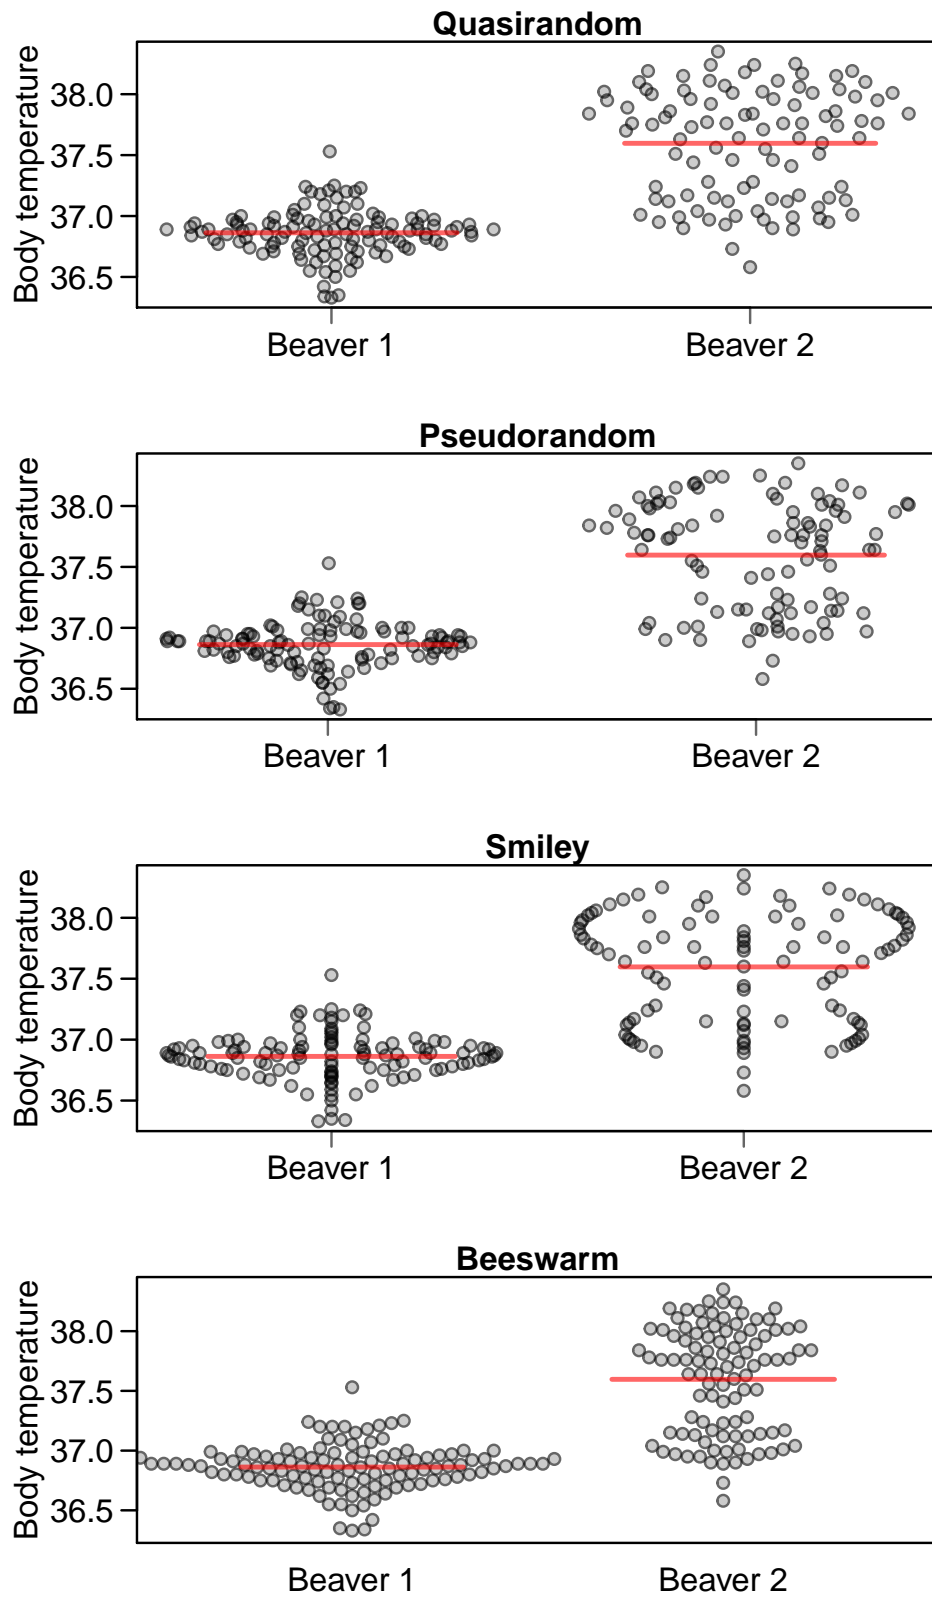 Quasirandom
Body temperature
38.0
37.5
37.0
36.5
Beaver 1 Beaver 2
Pseudorandom
Body temperature
38.0
37.5
37.0
36.5
Beaver 1 Beaver 2
Smiley
Body temperature
38.0
37.5
37.0
36.5
Beaver 1 Beaver 2
Beeswarm
Body temperature
38.0
37.5
37.0
36.5
Beaver 1 Beaver 2